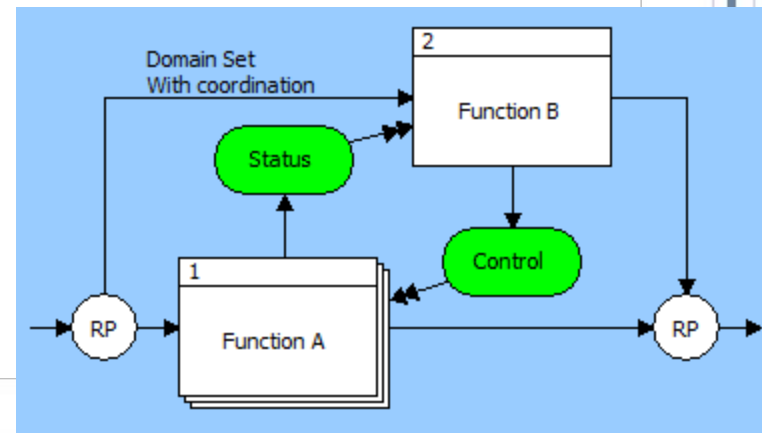 2
Domain Set
With coordination
Function B
Status
Control
1
RP
Function A
RP